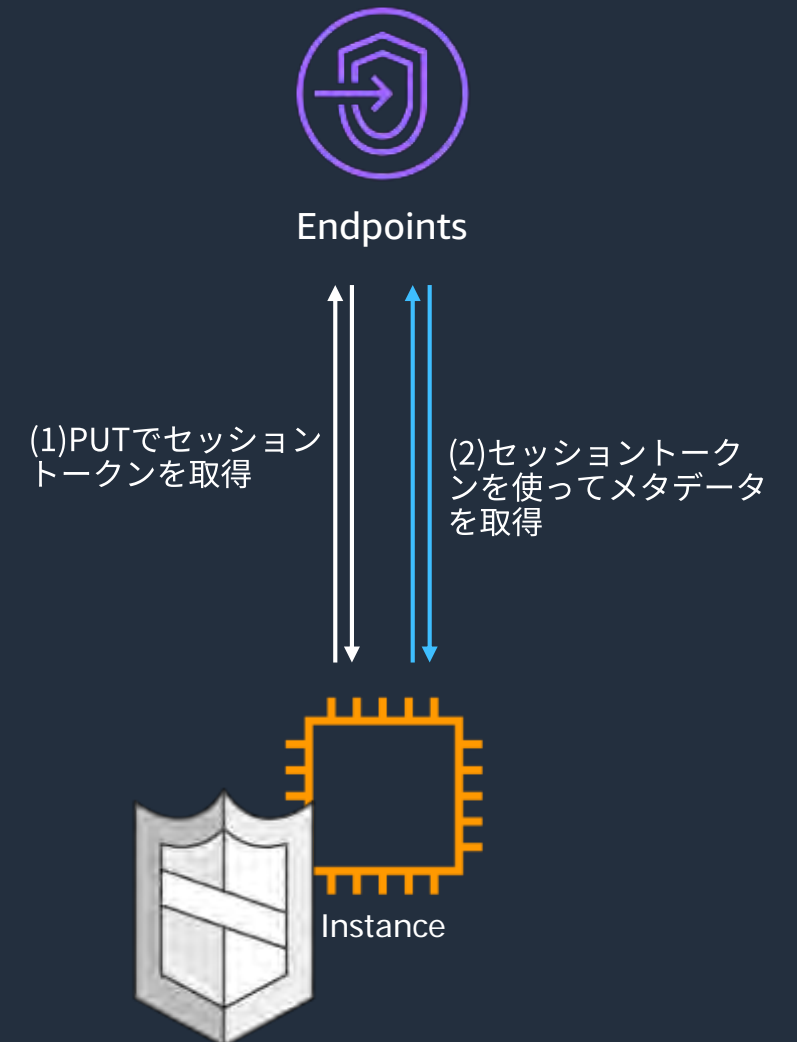 Endpoints
(1)PUTでセッション
トークンを取得
(2)セッショントーク
ンを使ってメタデータ
を取得
Instance